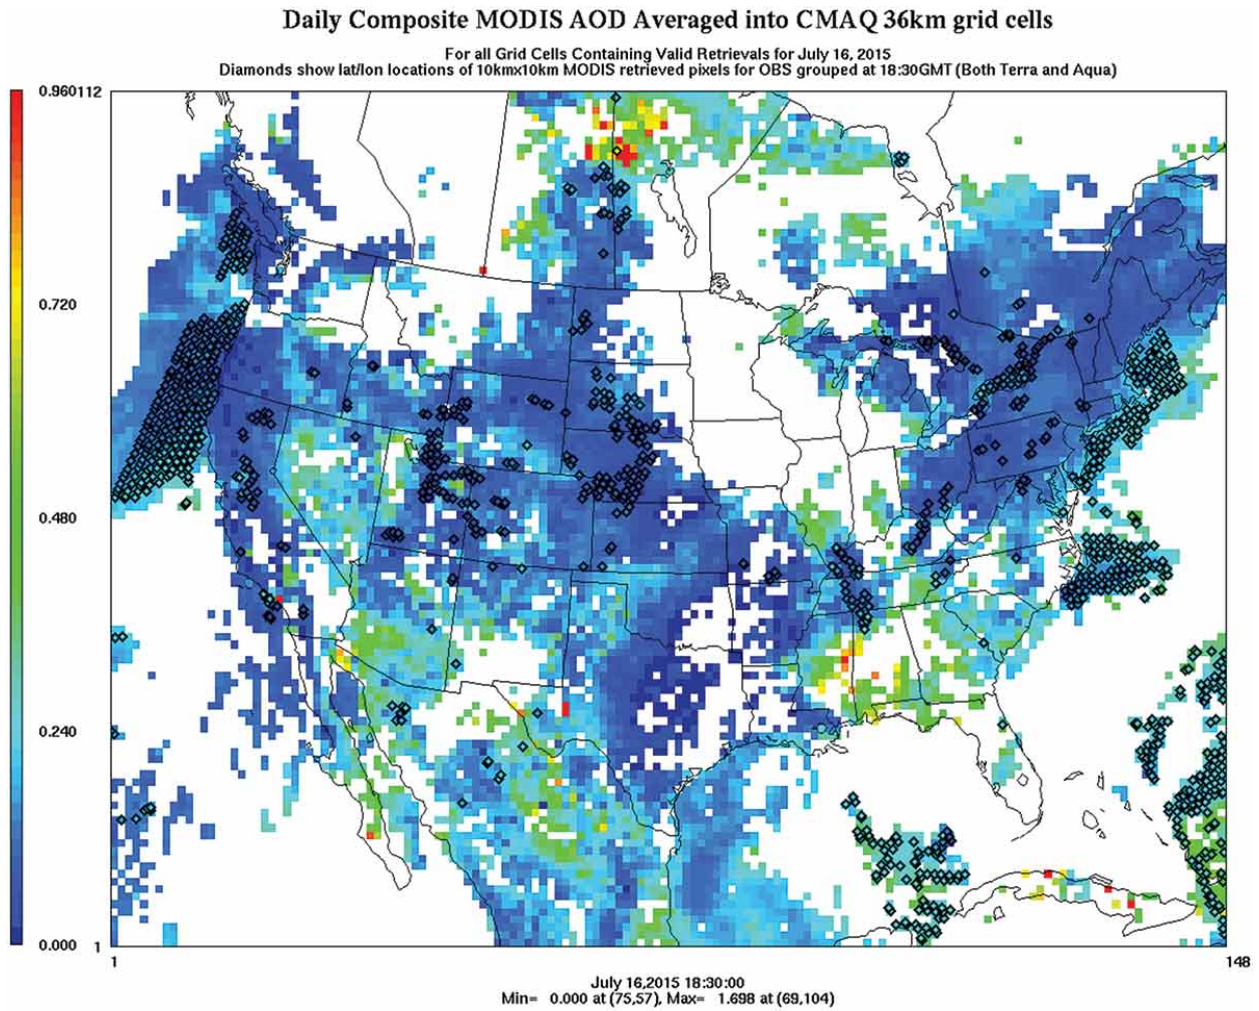 Daily Composite MODIS AOD Averaged into CMAQ 36km grid cells
For all Grid Cells Containing Valid Retrievals for July 16, 2015
Diamonds show lat/lon locations of 10kmx10km MODIS retrieved pixels for OBS grouped at 18:30GMT (Both Terra and Aqua)
0.960112
0.720
0.480
0.240
0.000 1
1 148
July 16,2015 18:30:00
Min= 0.000 at (75,57), Max= 1.698 at (69,104)